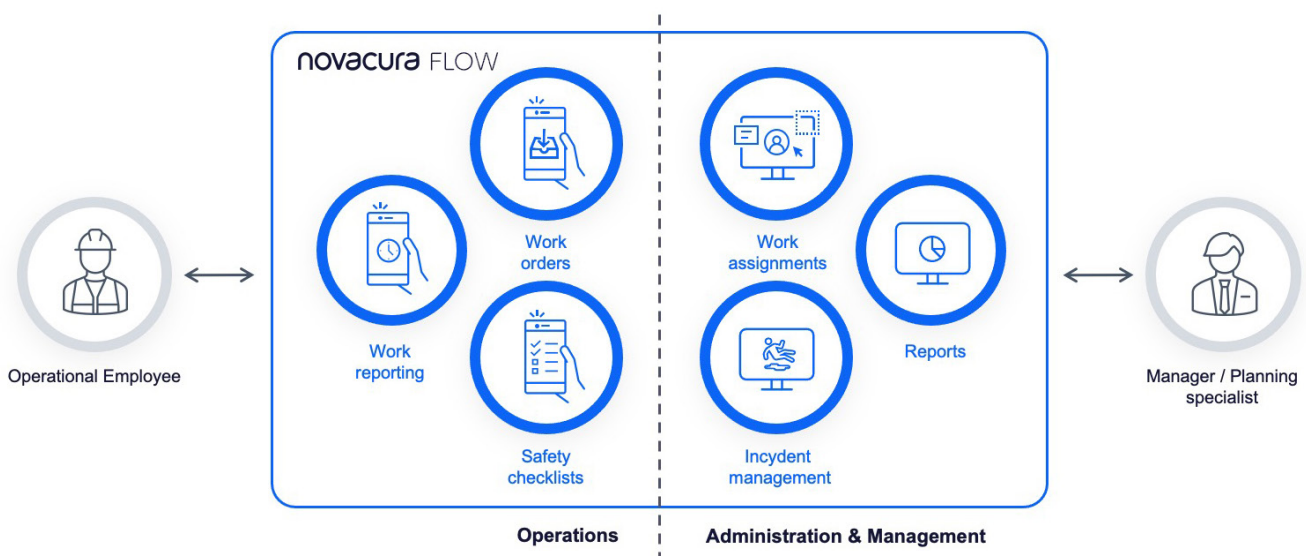 novacura FLOW
Work
orders
Work
reporting
Safety
checklists
Work
assignments
Reports
Incydent
management
Operational Employee
Manager / Planning
specialist
Operations
Administration & Management